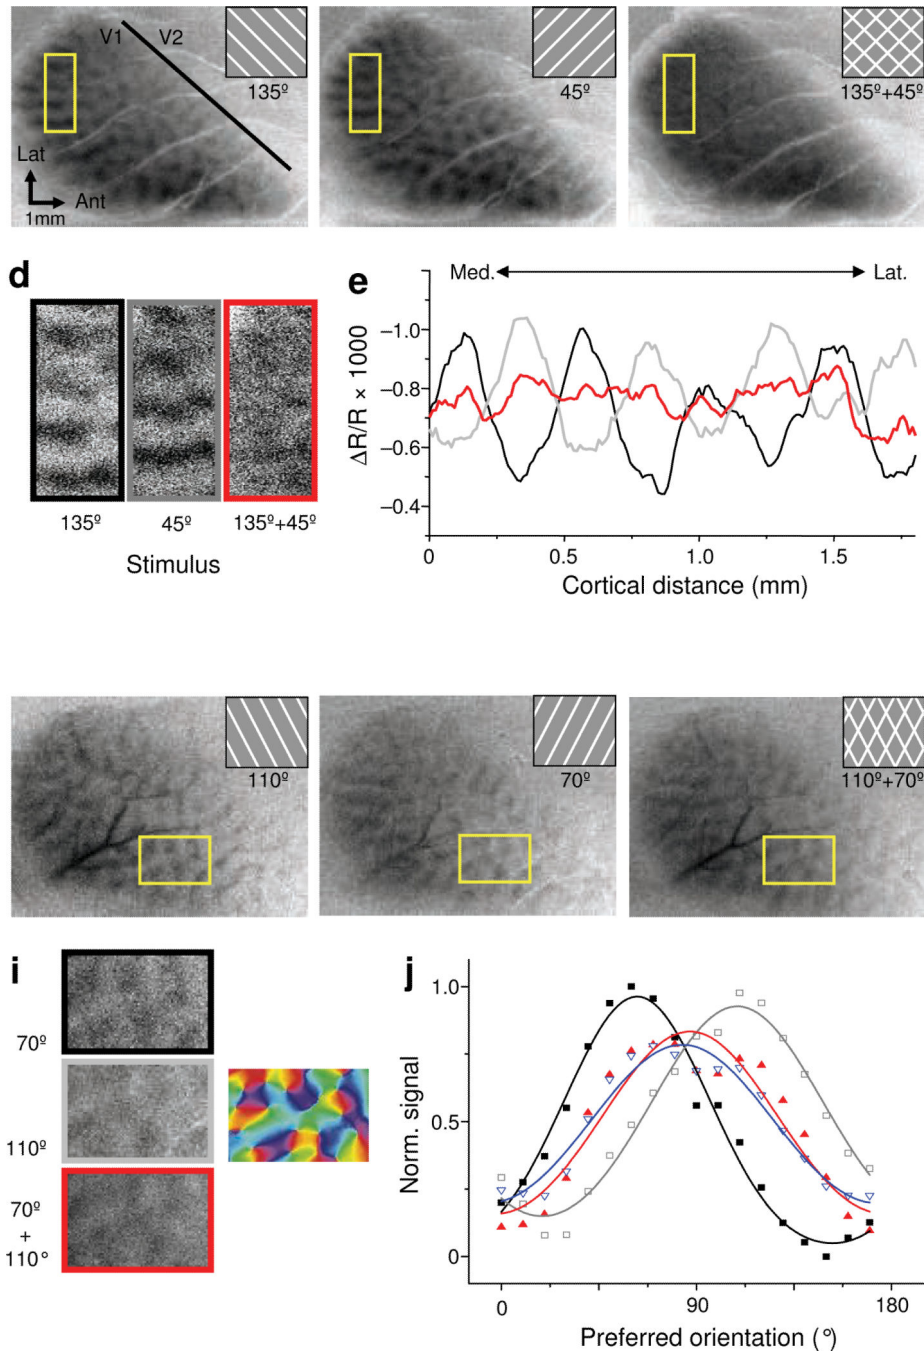 V1 V2
135º
45º
135º+45º
Lat
Ant
1mm
d
135º 45º 135º+45º
Stimulus
e
Med. Lat.
ΔR/R × 1000
−1.0
−0.8
−0.6
−0.4
0 0.5 1.0 1.5
Cortical distance (mm)
110º
70º
110º+70º
i
70º
110º
70º
+
110°
j
Norm. signal
1.0
0.5
0
0 90 180
Preferred orientation (°)